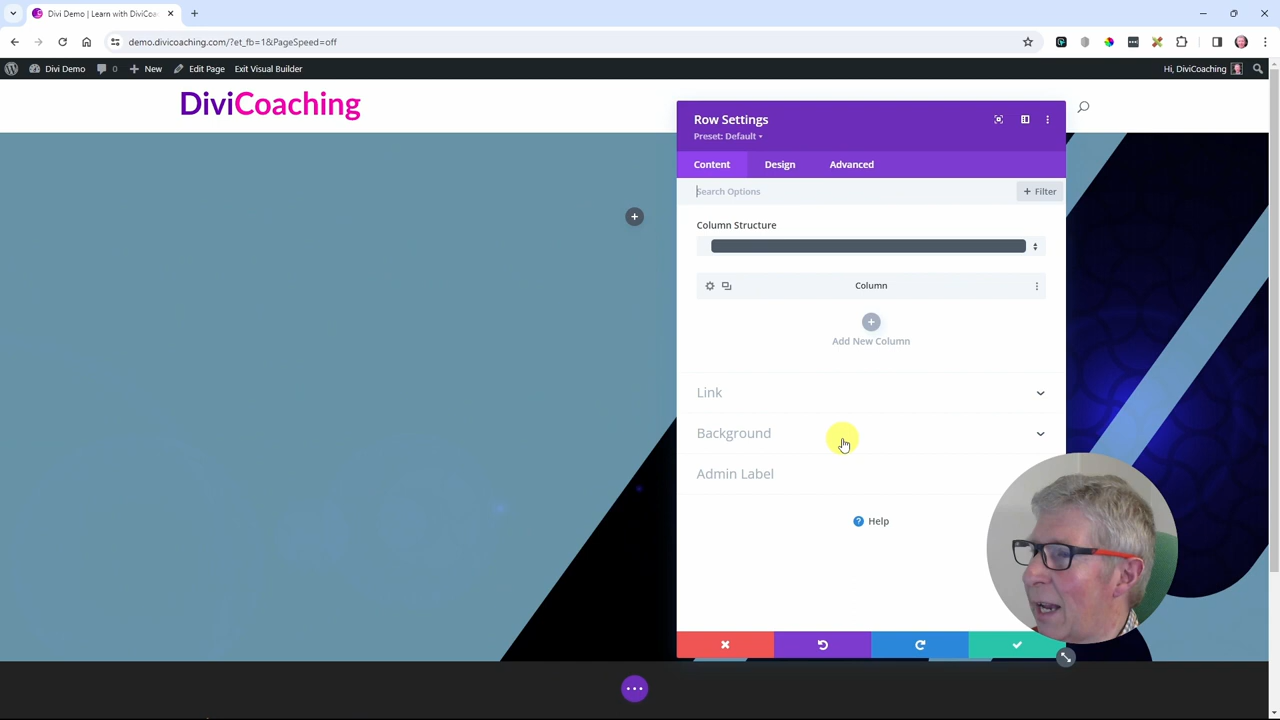 Divi Demo | Learn with DiviCoa
demo.divicoaching.com/?et_fb=1&PageSpeed=off
Divi Demo
0
New
Edit Page
Exit Visual Builder
Hi, DiviCoaching
DiviCoaching
Row Settings
Preset: Default
Content
Design
Advanced
Search Options
+ Filter
Column Structure
Column
Add New Column
Link
Background
Admin Label
Help